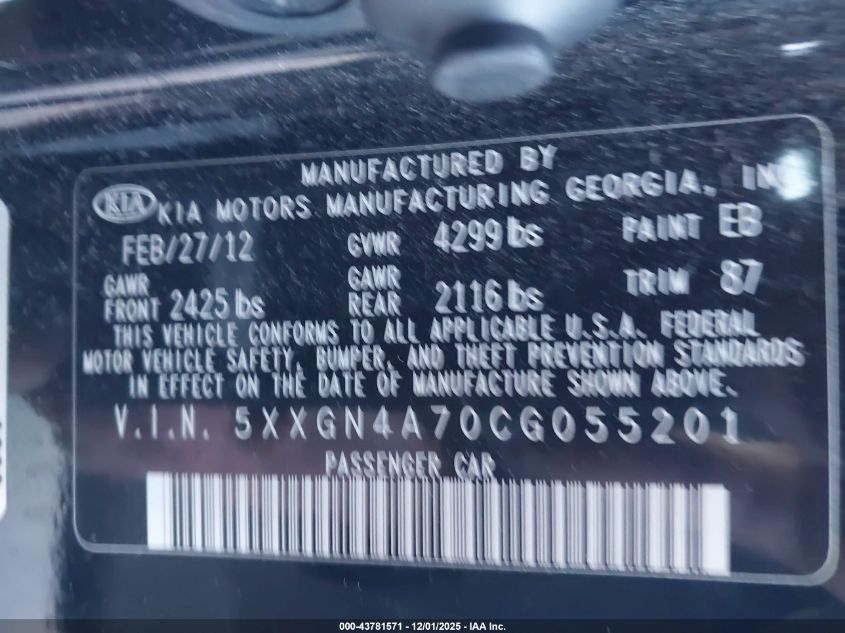 MANUFACTURED BY
KIA KIA MOTORS MANUFACTURING GEORGIA, INC
FEB/27/12 GVWR 4299 lbs PAINT EB
GAWR FRONT 2425 lbs GAWR REAR 2116 lbs TRIM 87
THIS VEHICLE CONFORMS TO ALL APPLICABLE U.S.A. FEDERAL
MOTOR VEHICLE SAFETY, BUMPER, AND THEFT PREVENTION STANDARDS
IN EFFECT ON THE DATE OF MANUFACTURE SHOWN ABOVE.
V.I.N. 5XXGN4A70CG055201
PASSENGER CAR
000-43781571 - 12/01/2025 - IAA Inc.